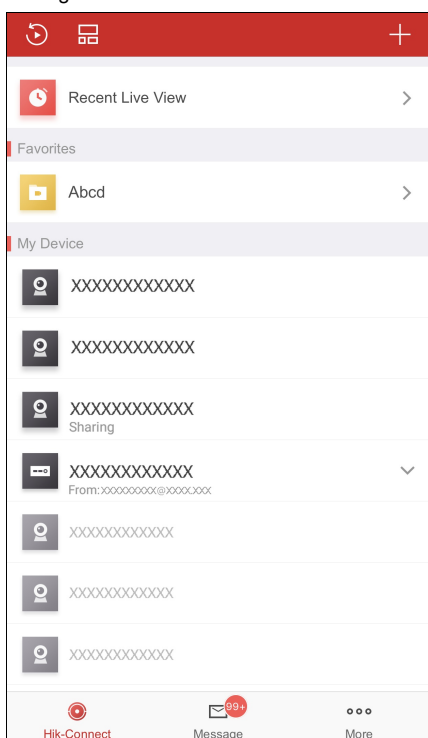 Recent Live View
Favorites
Abcd
My Device
XXXXXXXXXXXX
XXXXXXXXXXXX
XXXXXXXXXXXX
Sharing
XXXXXXXXXXXX
From:XXXXXXXXX@XXXX.XXX
XXXXXXXXXXXX
XXXXXXXXXXXX
XXXXXXXXXXXX
99+
Hik-Connect
Message
More